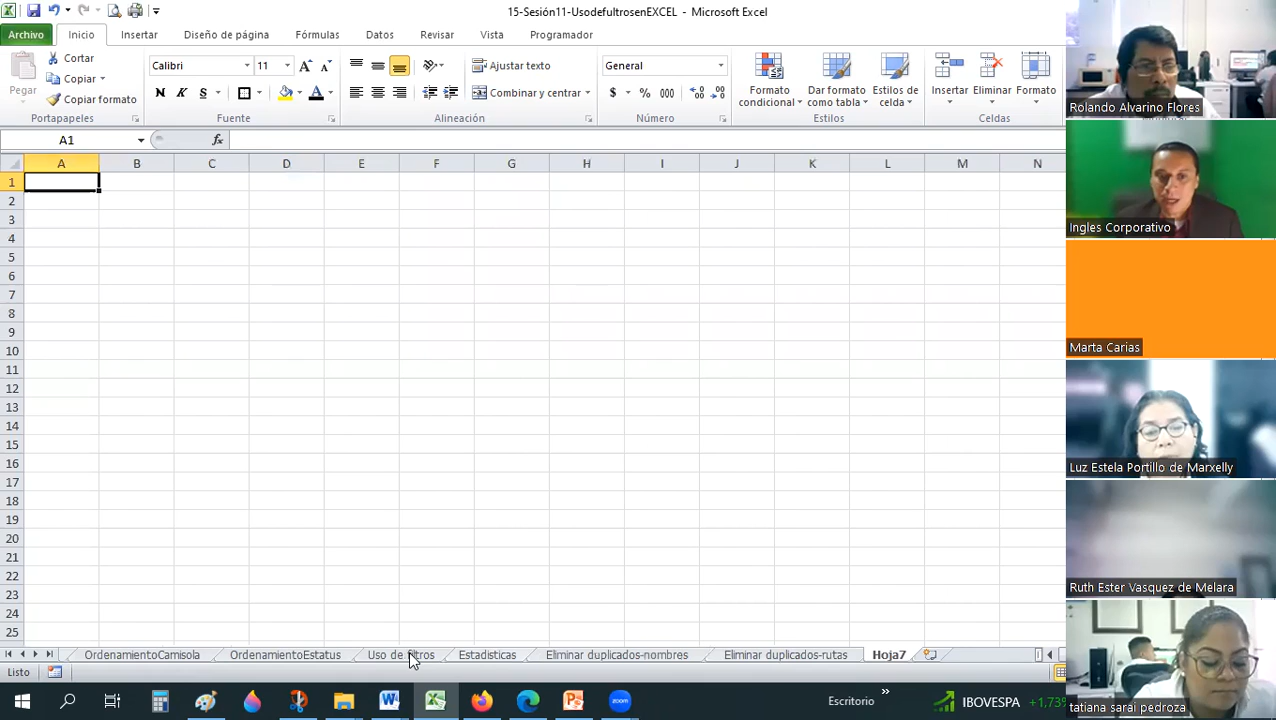 15-Sesión11-UsodefultrosenEXCEL - Microsoft Excel
Archivo Inicio Insertar Diseño de página Fórmulas Datos Revisar Vista Programador
Pegar
Cortar
Copiar
Copiar formato
Portapapeles
Calibri 11
N K S
Fuente
Ajustar texto
Combinar y centrar
Alineación
General
$ % 000
Número
Formato condicional
Dar formato como tabla
Estilos de celda
Estilos
Insertar Eliminar Formato
Celdas
A1 fx
A B C D E F G H I J K L M N
1
2
3
4
5
6
7
8
9
10
11
12
13
14
15
16
17
18
19
20
21
22
23
24
25
OrdenamientoCamisola OrdenamientoEstatus Uso de Estadisticas Eliminar duplicados-nombres Eliminar duplicados-rutas Hoja7
Listo
Escritorio » IBOVESPA +1.73%
zoom
Rolando Alvarino Flores
Ingles Corporativo
Marta Carias
Luz Estela Portillo de Marxelly
Ruth Ester Vasquez de Melara
tatiana sarai pedroza